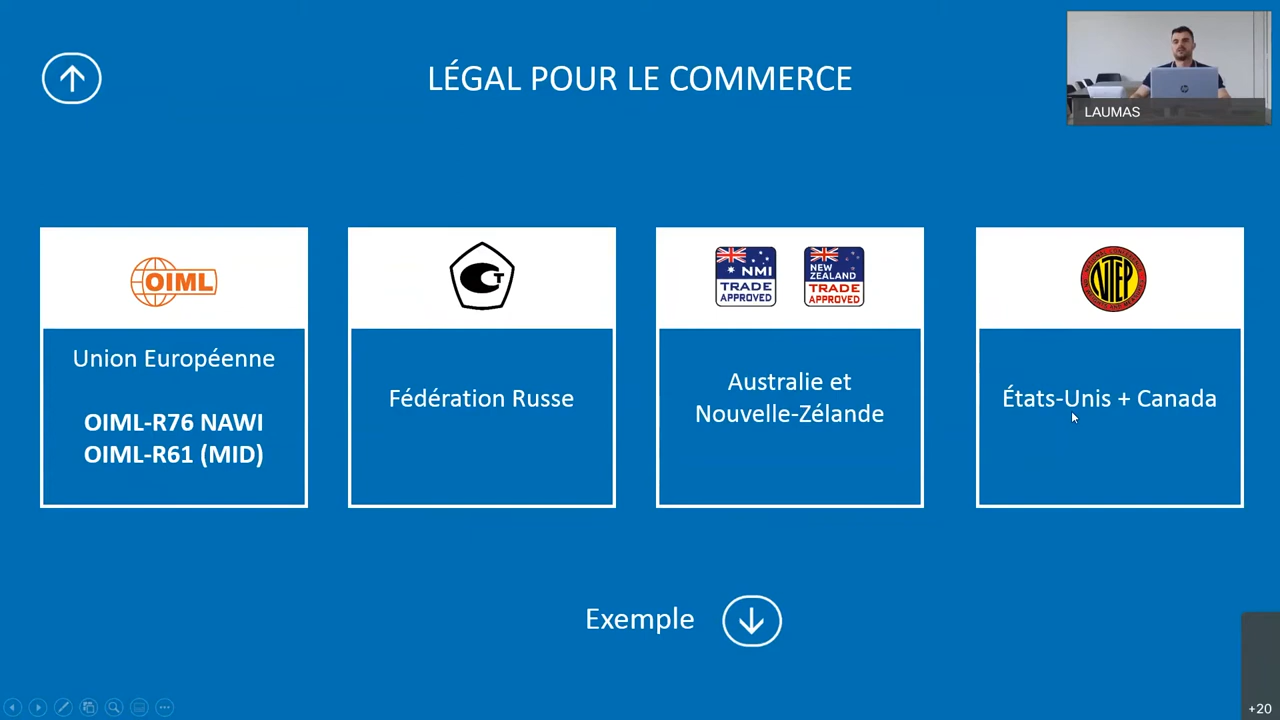 LÉGAL POUR LE COMMERCE
LAUMAS
OIML
Union Européenne
OIML-R76 NAWI
OIML-R61 (MID)
Fédération Russe
NMI
TRADE
APPROVED
NEW
ZEALAND
TRADE
APPROVED
Australie et
Nouvelle-Zélande
NTEP
États-Unis + Canada
Exemple
+20